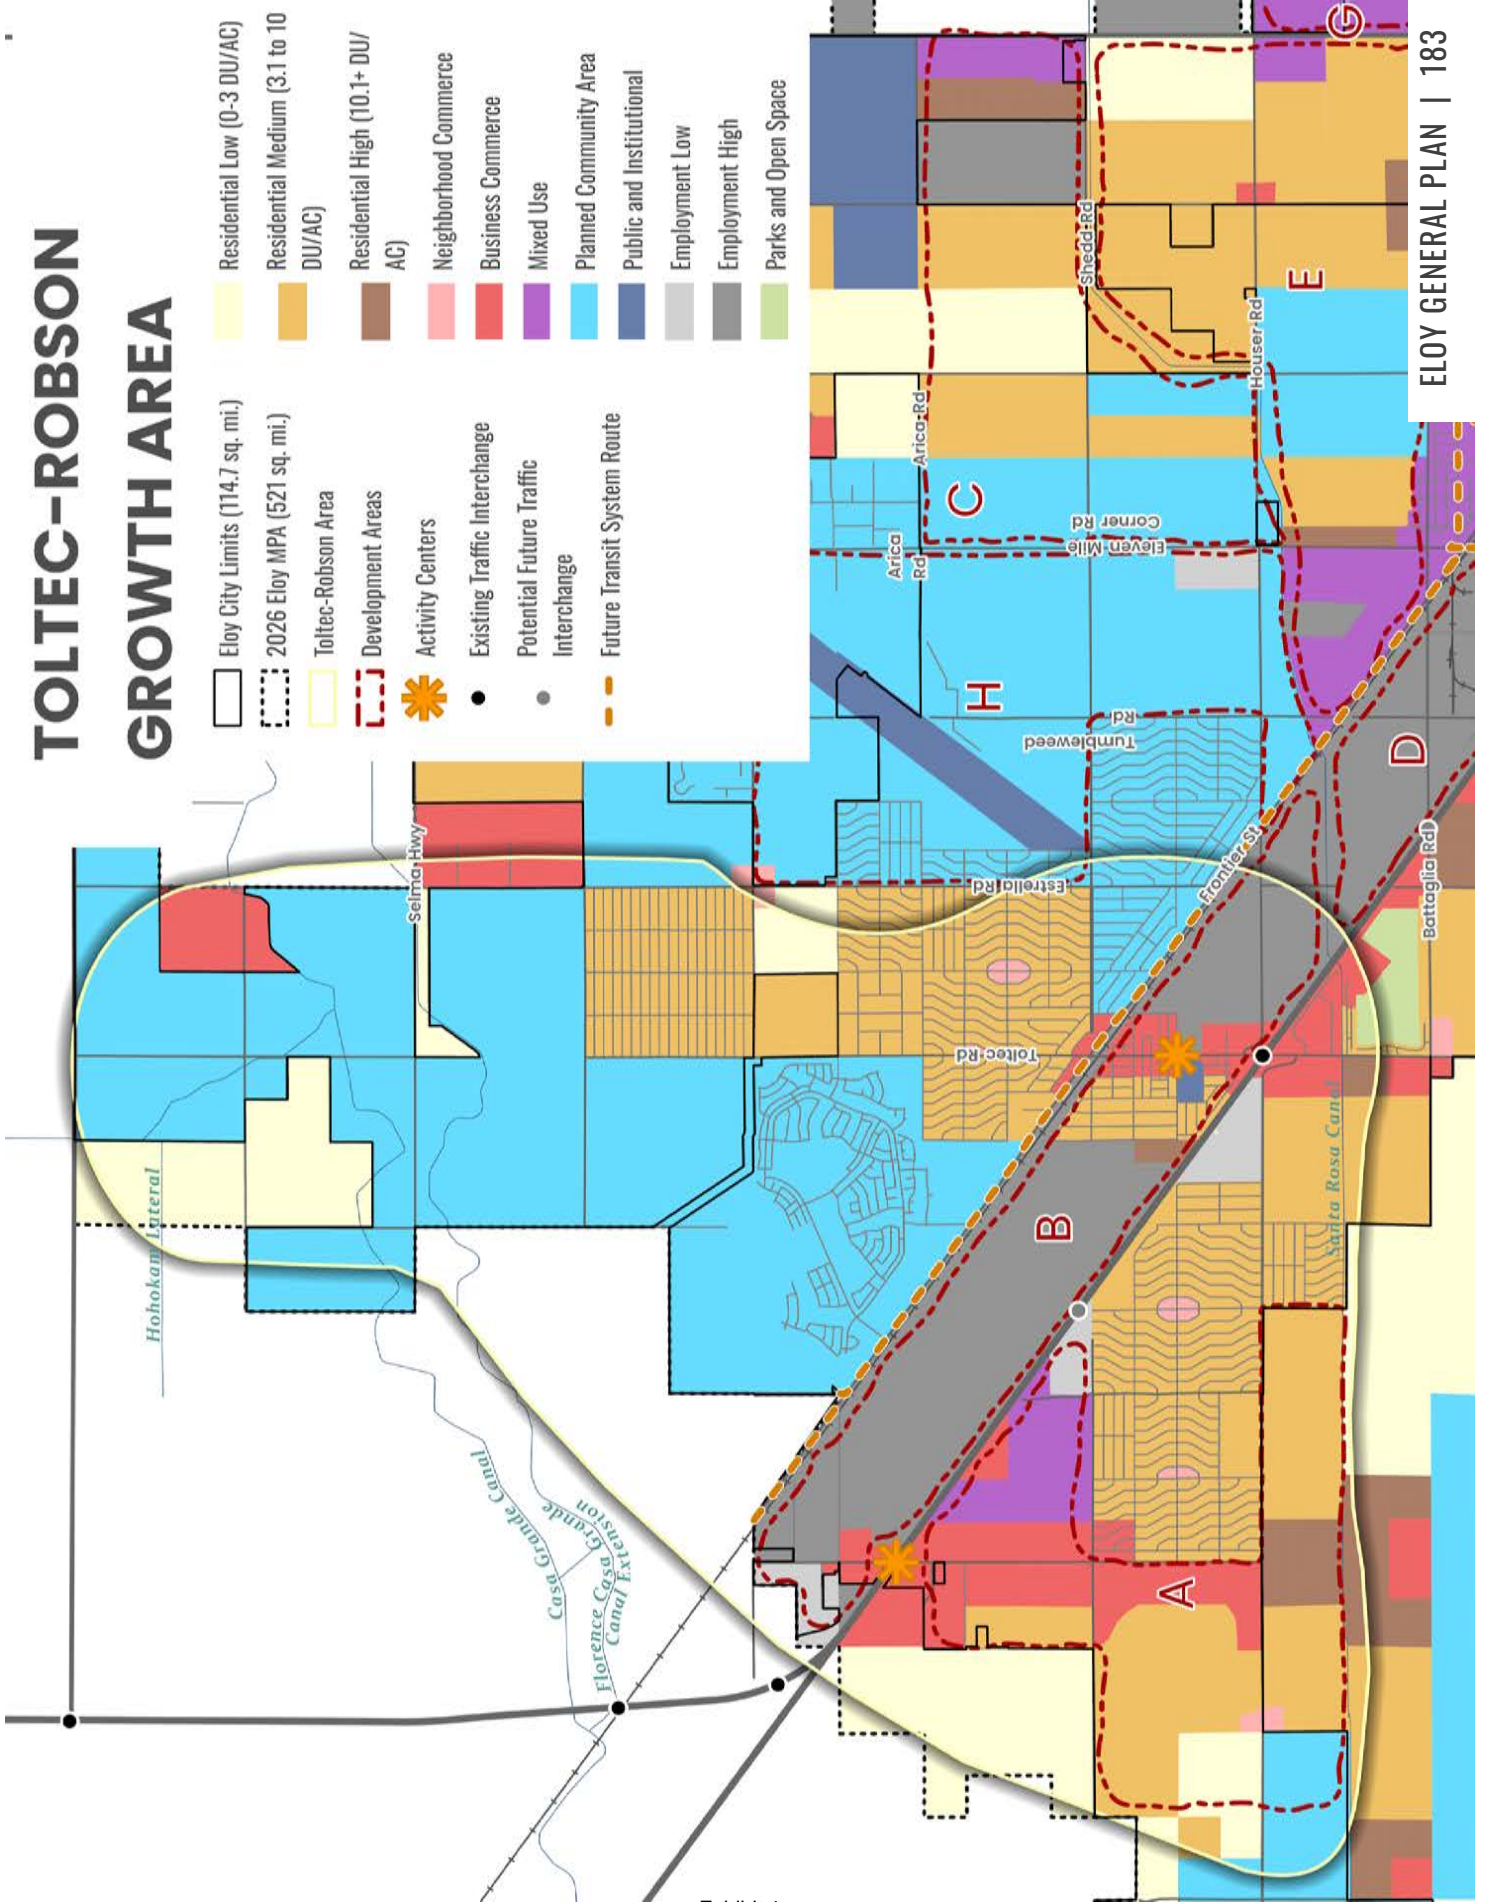 TOLTEC-ROBSON
GROWTH AREA
Eloy City Limits (114.7 sq. mi.)
2026 Eloy MPA (521 sq. mi.)
Toltec-Robson Area
Development Areas
Activity Centers
Existing Traffic Interchange
Potential Future Traffic
Interchange
Future Transit System Route
Residential Low (0-3 DU/AC)
Residential Medium (3.1 to 10
DU/AC)
Residential High (10.1+ DU/
AC)
Neighborhood Commerce
Business Commerce
Mixed Use
Planned Community Area
Public and Institutional
Employment Low
Employment High
Parks and Open Space
Hohokam Lateral
Selma Hwy
Casa Grande Canal
Florence Casa Grande
Canal Extension
Estrella Rd
Toltec Rd
Tumbleweed
Rd
Arica
Rd
Arica Rd
Eleven Mile
Corner Rd
Shedd Rd
Houser Rd
Frontier St
Battaglia Rd
Santa Rosa Canal
A
B
C
D
E
G
H
ELOY GENERAL PLAN | 183